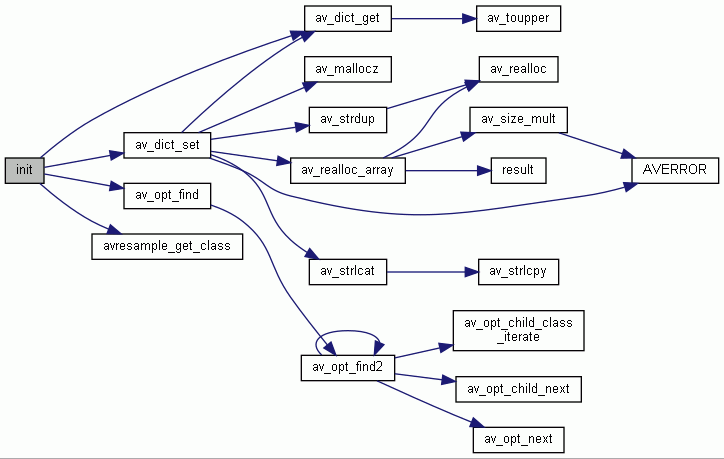 av_dict_get
av_toupper
av_mallocz
av_realloc
av_strdup
av_size_mult
av_dict_set
av_realloc_array
result
AVERROR
init
av_opt_find
avresample_get_class
av_strlcat
av_strlcpy
av_opt_child_class
_iterate
av_opt_find2
av_opt_child_next
av_opt_next